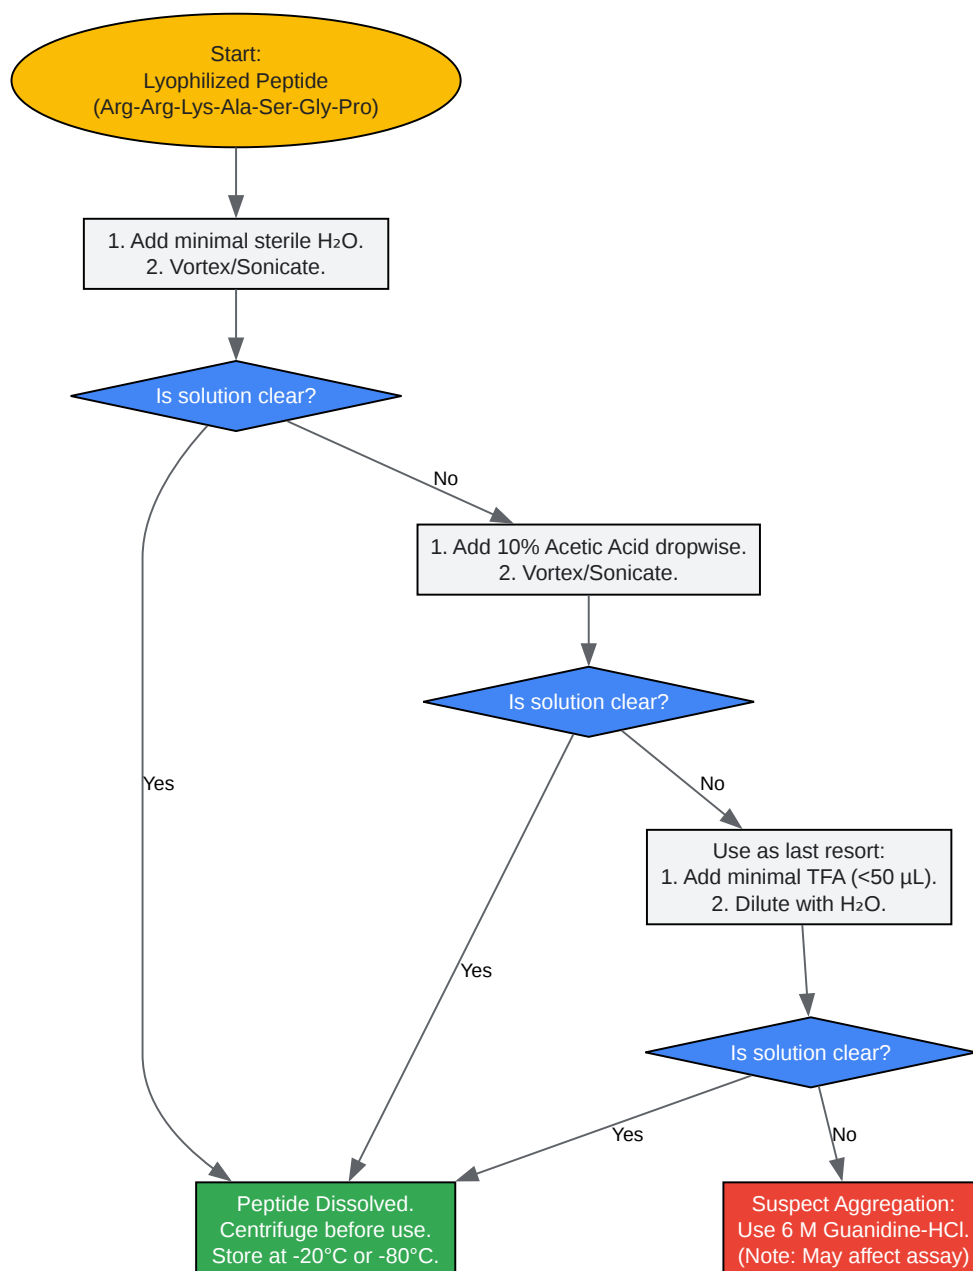 Start:
Lyophilized Peptide
(Arg-Arg-Lys-Ala-Ser-Gly-Pro)
1. Add minimal sterile H₂O.
2. Vortex/Sonicate.
Is solution clear?
No
1. Add 10% Acetic Acid dropwise.
2. Vortex/Sonicate.
Is solution clear?
Yes
No
Use as last resort:
1. Add minimal TFA (<50 µL).
2. Dilute with H₂O.
Yes
Is solution clear?
Yes
No
Peptide Dissolved.
Centrifuge before use.
Store at -20°C or -80°C.
Suspect Aggregation:
Use 6 M Guanidine-HCl.
(Note: May affect assay)